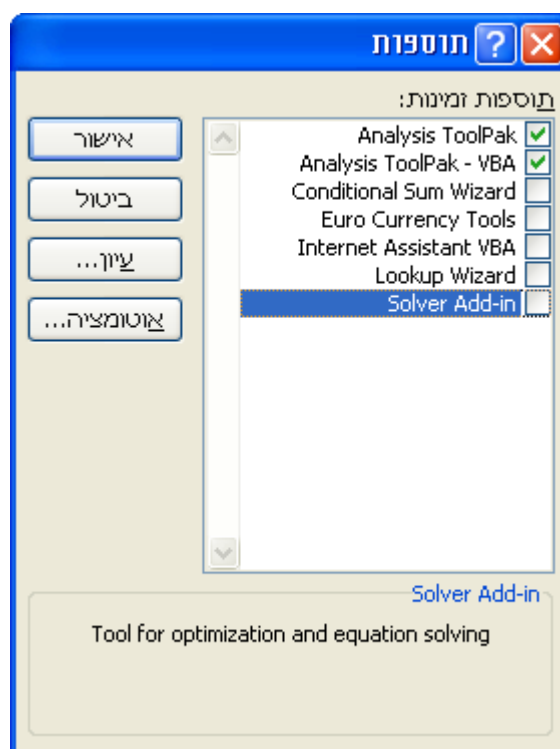 תוספות
תוספות זמינות:
Analysis ToolPak
Analysis ToolPak - VBA
Conditional Sum Wizard
Euro Currency Tools
Internet Assistant VBA
Lookup Wizard
Solver Add-in
אישור
ביטול
עיון...
אוטומציה...
Solver Add-in
Tool for optimization and equation solving